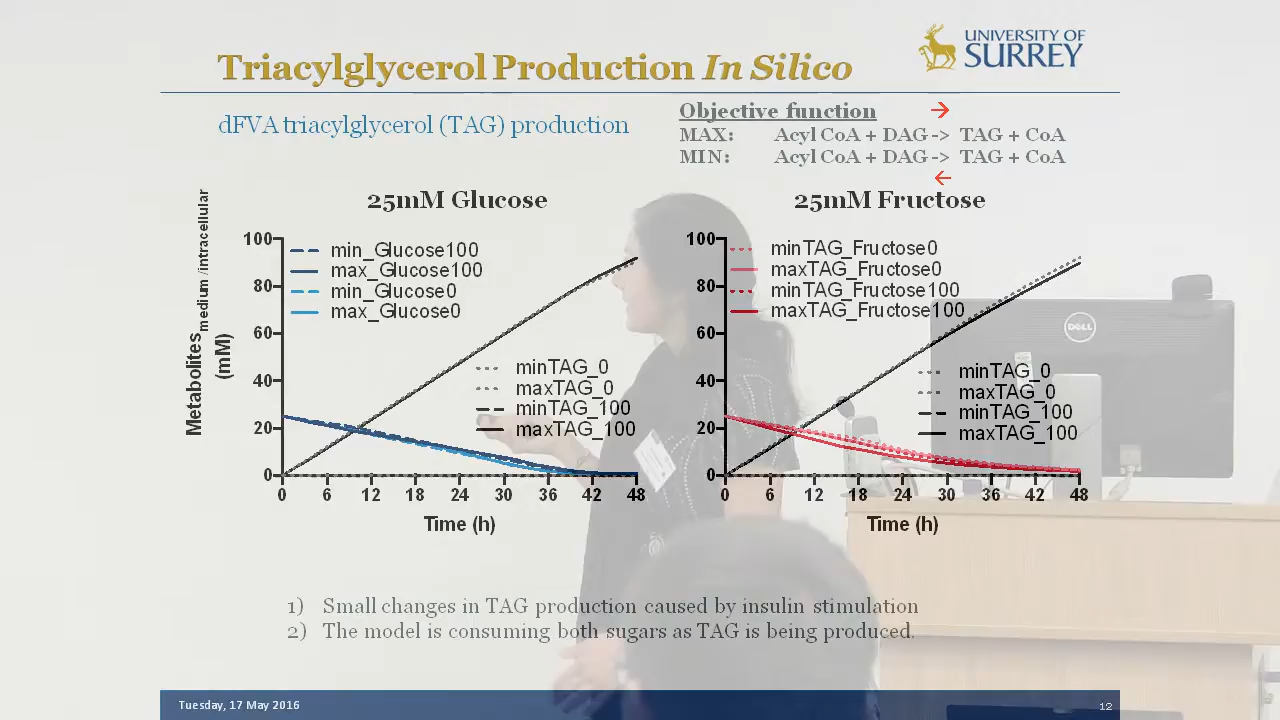 UNIVERSITY OF
SURREY
Triacylglycerol Production In Silico
dFVA triacylglycerol (TAG) production
Objective function →
MAX: Acyl CoA + DAG -> TAG + CoA
MIN: Acyl CoA + DAG -> TAG + CoA
←
25mM Glucose
Metabolites medium /intracellular
(mM)
100
80
60
40
20
0
min_Glucose100
max_Glucose100
min_Glucose0
max_Glucose0
minTAG_0
maxTAG_0
minTAG_100
maxTAG_100
0 6 12 18 24 30 36 42 48
Time (h)
25mM Fructose
100
80
60
40
20
0
minTAG_Fructose0
maxTAG_Fructose0
minTAG_Fructose100
maxTAG_Fructose100
DELL
minTAG_0
maxTAG_0
minTAG_100
maxTAG_100
0 6 12 18 24 30 36 42 48
Time (h)
1) Small changes in TAG production caused by insulin stimulation
2) The model is consuming both sugars as TAG is being produced.
Tuesday, 17 May 2016
12